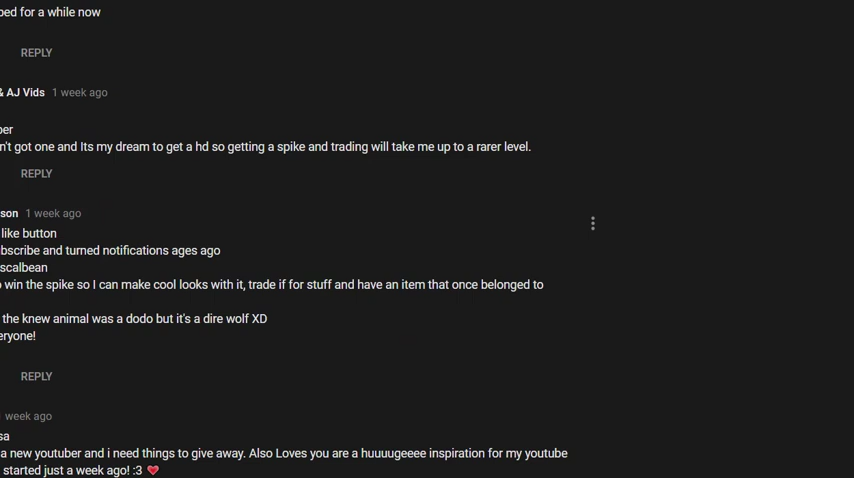 ped for a while now
REPLY
& AJ Vids 1 week ago
per
n't got one and Its my dream to get a hd so getting a spike and trading will take me up to a rarer level.
REPLY
son 1 week ago
like button
bscribe and turned notifications ages ago
scalbean
win the spike so I can make cool looks with it, trade if for stuff and have an item that once belonged to
the knew animal was a dodo but it's a dire wolf XD
eryone!
REPLY
week ago
sa
a new youtuber and i need things to give away. Also Loves you are a huuuugeeee inspiration for my youtube
started just a week ago! :3 ❤️